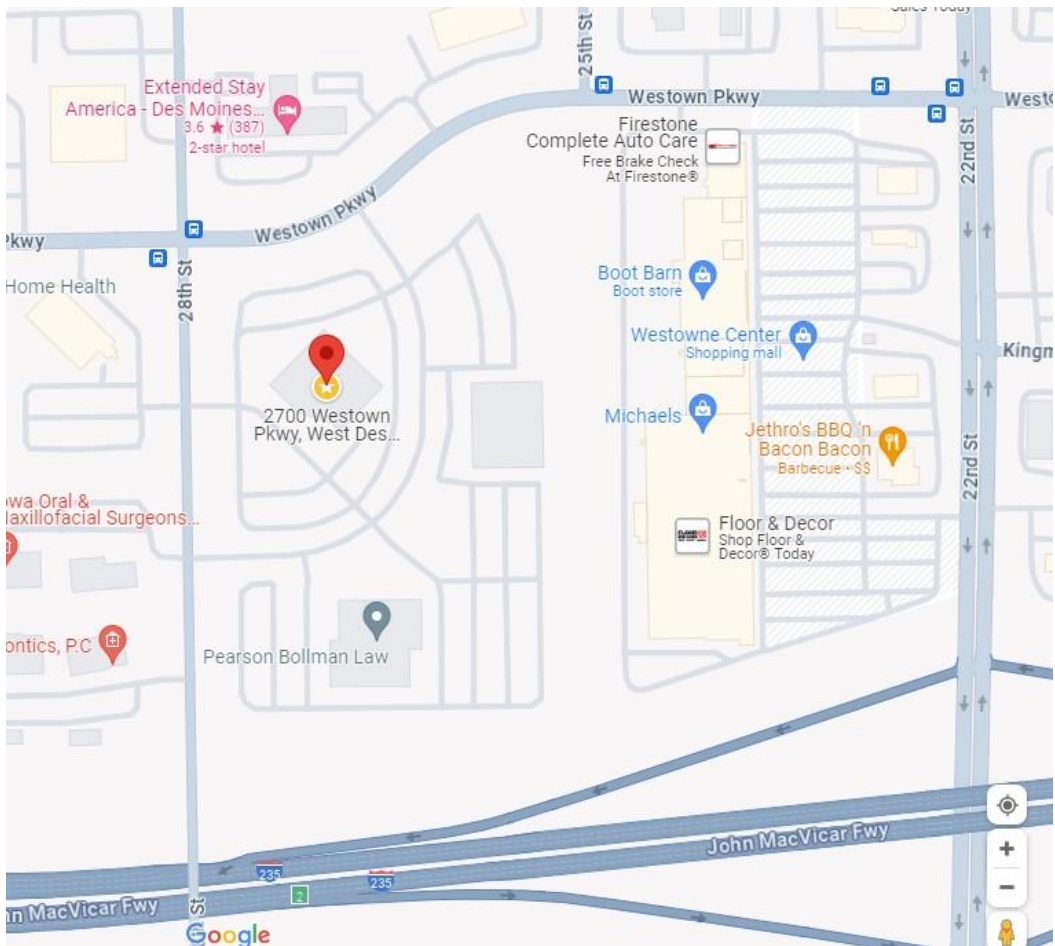 Sales Today
25th St
Extended Stay
America - Des Moines...
3.6 ★ (387)
2-star hotel
Westown Pkwy
Westo
Firestone
Complete Auto Care
Free Brake Check
At Firestone®
22nd St
Westown Pkwy
Pkwy
28th St
Home Health
Boot Barn
Boot store
Westowne Center
Shopping mall
Kingm
2700 Westown
Pkwy, West Des...
Michaels
Jethro's BBQ 'n
Bacon Bacon
Barbecue · $$
22nd St
owa Oral &
laxillofacial Surgeons...
Floor & Decor
Shop Floor &
Decor® Today
ontics, P.C
Pearson Bollman Law
John MacVicar Fwy
235
235
2
hn MacVicar Fwy
St
Google